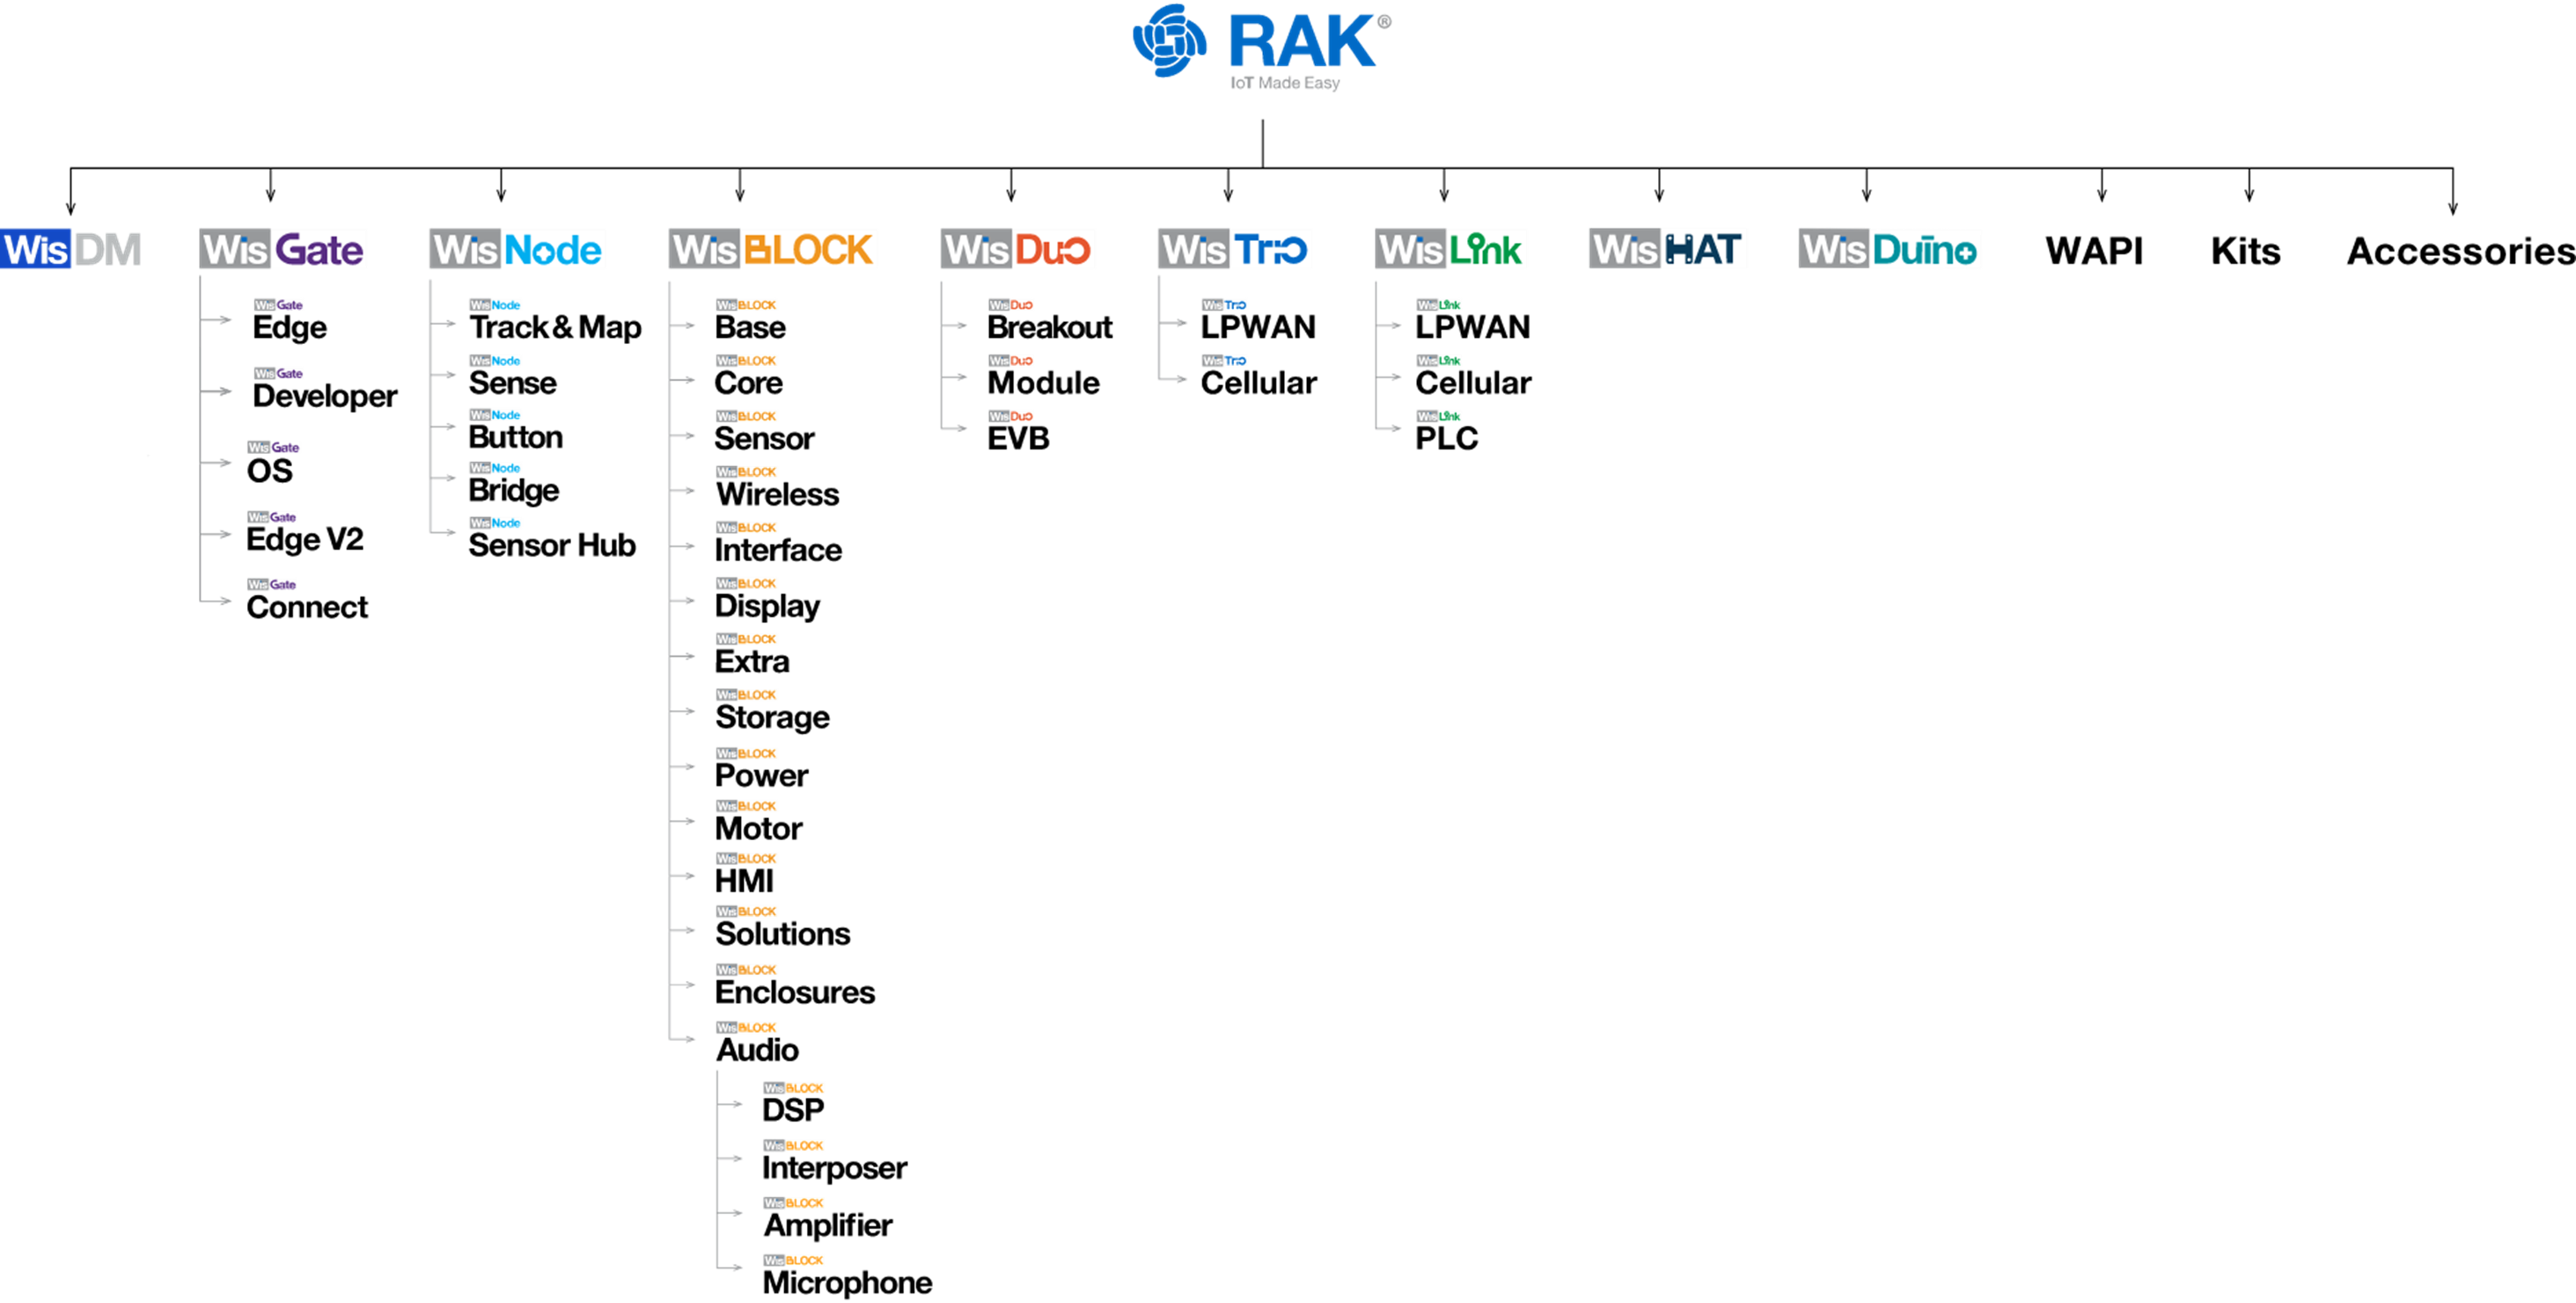 RAK®
IoT Made Easy
WisDM
WisGate
WisNode
WisBLOCK
WisDuo
WisTrio
WisLink
WisHAT
WisDuino
WAPI
Kits
Accessories
WisGate
Edge
WisGate
Developer
WisGate
OS
WisGate
Edge V2
WisGate
Connect
WisNode
Track & Map
WisNode
Sense
WisNode
Button
WisNode
Bridge
WisNode
Sensor Hub
WisBLOCK
Base
WisBLOCK
Core
WisBLOCK
Sensor
WisBLOCK
Wireless
WisBLOCK
Interface
WisBLOCK
Display
WisBLOCK
Extra
WisBLOCK
Storage
WisBLOCK
Power
WisBLOCK
Motor
WisBLOCK
HMI
WisBLOCK
Solutions
WisBLOCK
Enclosures
WisBLOCK
Audio
WisBLOCK
DSP
WisBLOCK
Interposer
WisBLOCK
Amplifier
WisBLOCK
Microphone
WisDuo
Breakout
WisDuo
Module
WisDuo
EVB
WisTrio
LPWAN
WisTrio
Cellular
WisLink
LPWAN
WisLink
Cellular
WisLink
PLC